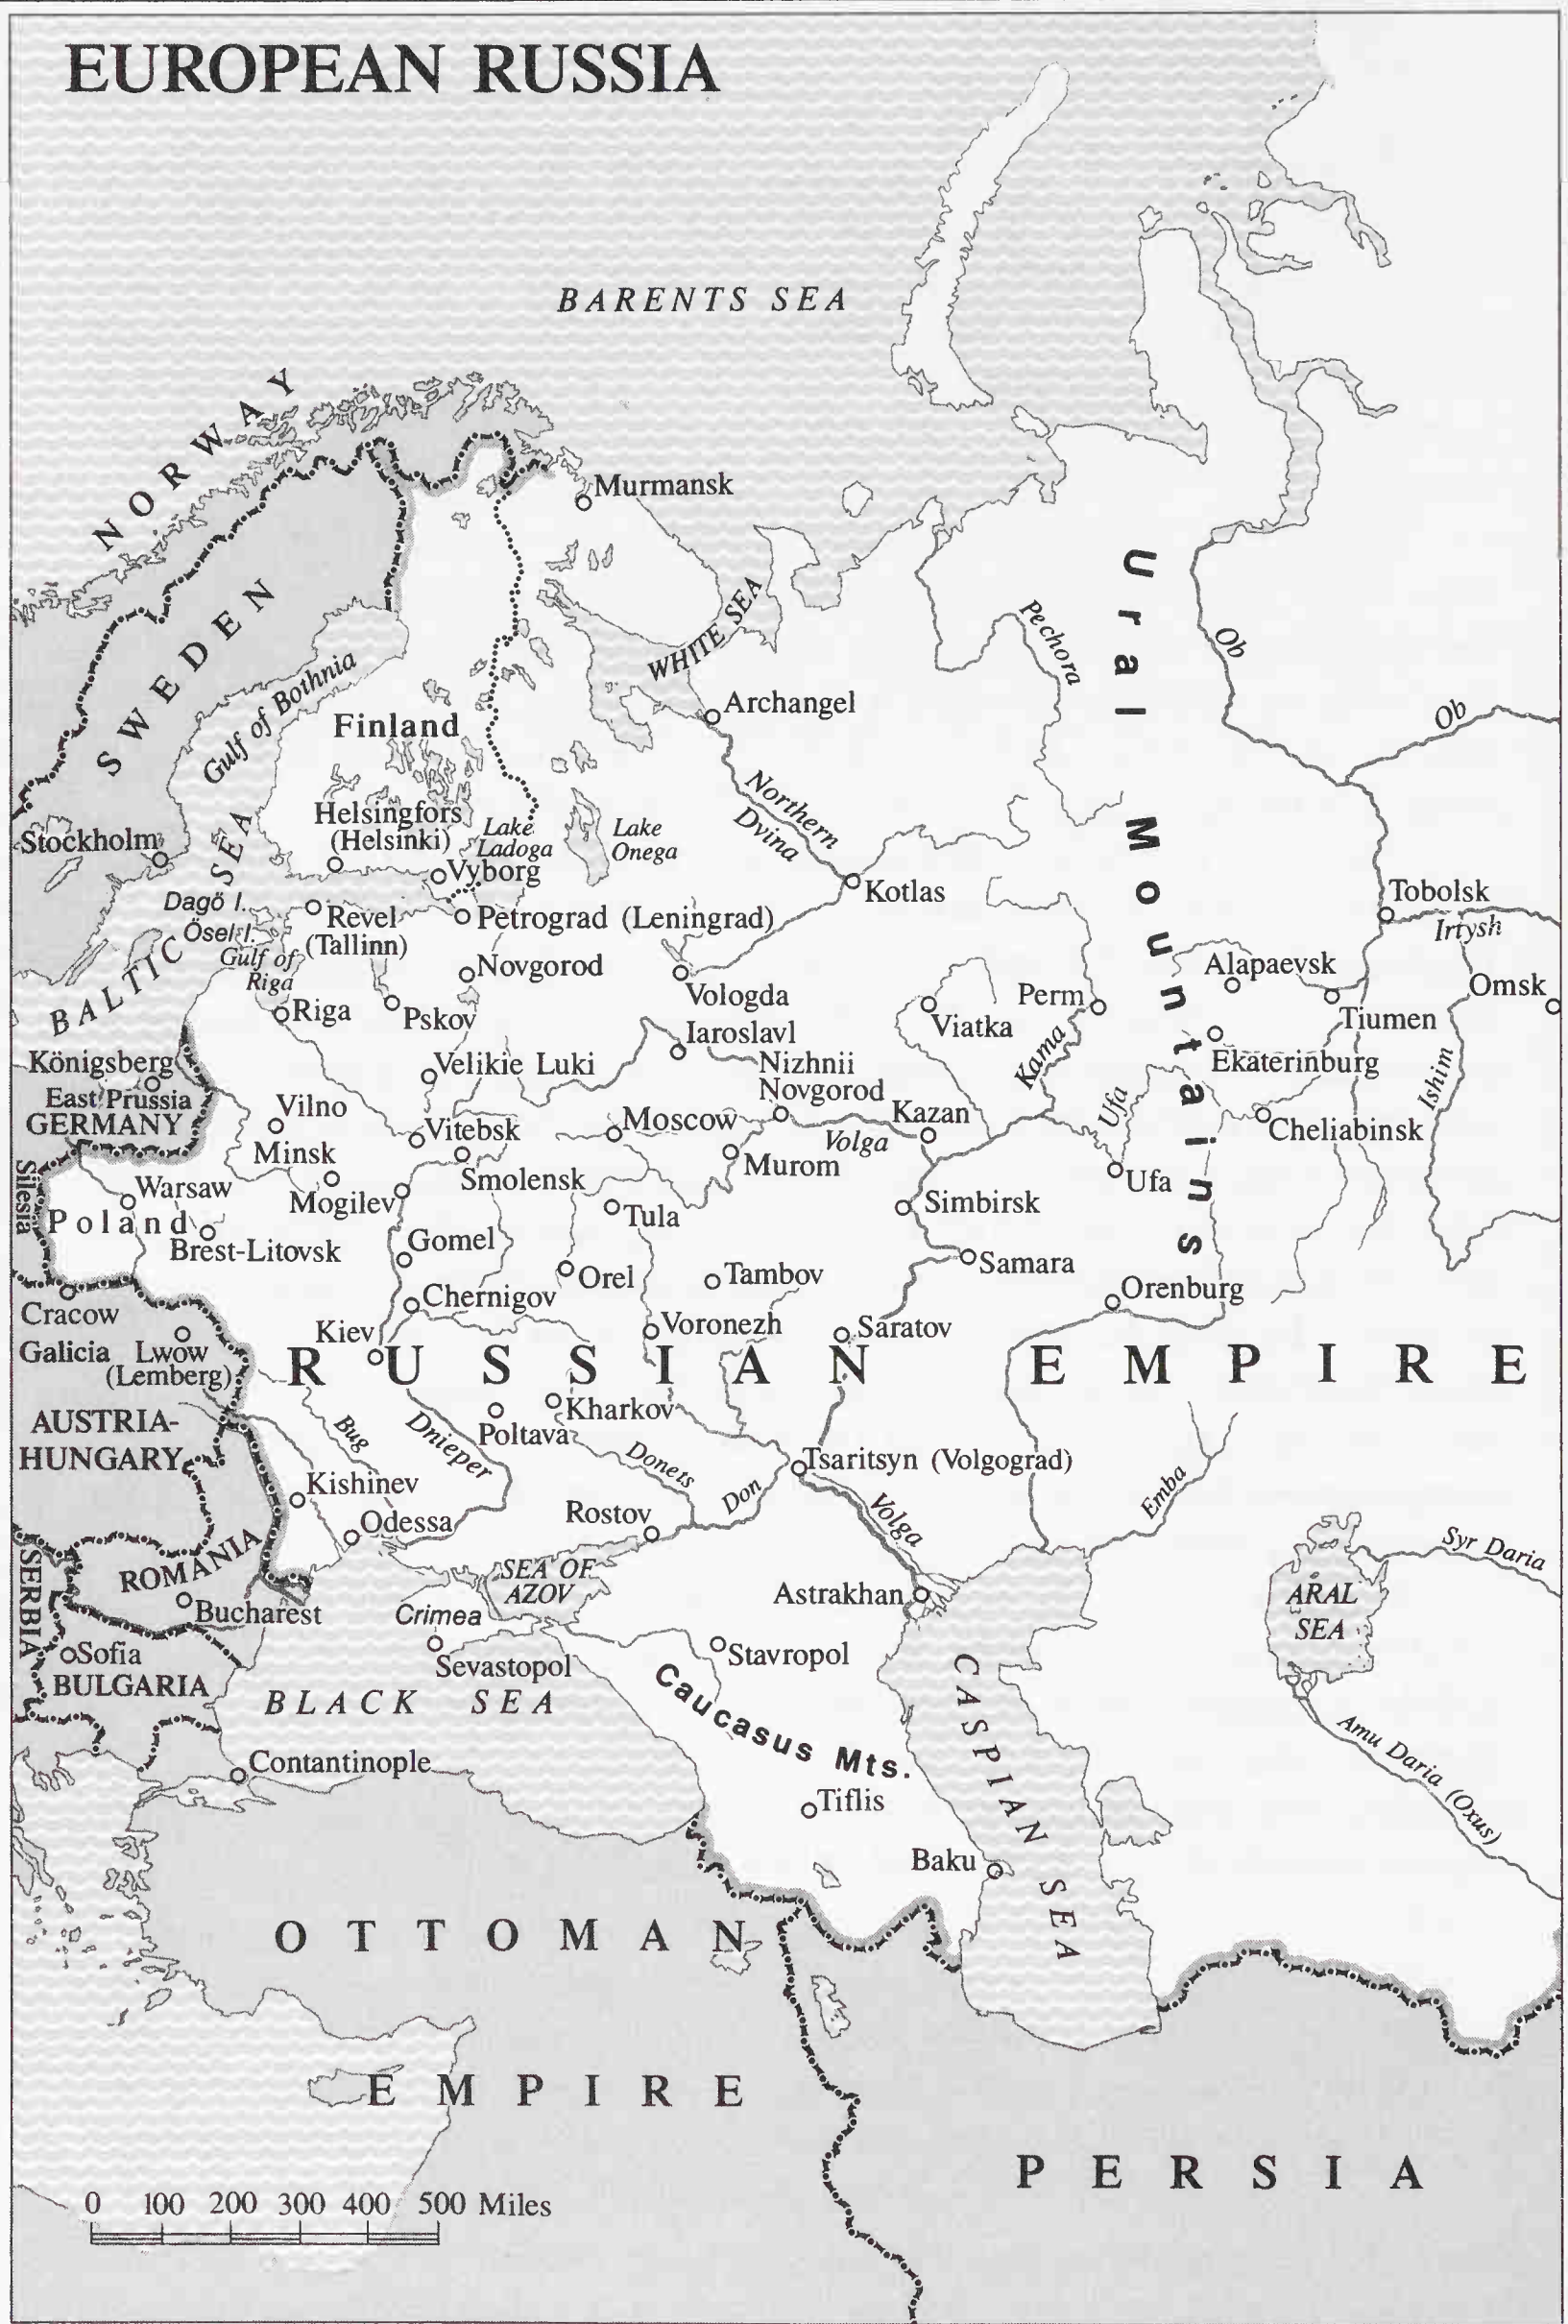 EUROPEAN RUSSIA
BARENTS SEA
NORWAY
Murmansk
SWEDEN
Ural Mountains
WHITE SEA
Pechora
Ob
Gulf of Bothnia
Archangel
Ob
Finland
Northern
Dvina
Helsingfors
(Helsinki)
Lake
Ladoga
Lake
Onega
Stockholm
Vyborg
Kotlas
Tobolsk
Irtysh
BALTIC SEA
Dagö I.
Ösel I.
Revel
(Tallinn)
Petrograd (Leningrad)
Gulf of
Riga
Novgorod
Alapaevsk
Omsk
Riga
Pskov
Vologda
Viatka
Perm
Tiumen
Iaroslavl
Kama
Ekaterinburg
Ishim
Königsberg
East Prussia
GERMANY
Velikie Luki
Nizhnii
Novgorod
Ufa
Vilno
Vitebsk
Moscow
Volga
Kazan
Cheliabinsk
Minsk
Smolensk
Murom
Silesia
Warsaw
Mogilev
Ufa
Poland
Tula
Simbirsk
Brest-Litovsk
Gomel
Orel
Tambov
Samara
Cracow
Chernigov
Orenburg
Galicia
Lwow
(Lemberg)
Kiev
Voronezh
Saratov
RUSSIAN EMPIRE
AUSTRIA-
HUNGARY
Bug
Dnieper
Poltava
Kharkov
Donets
Don
Tsaritsyn (Volgograd)
Kishinev
Volga
Emba
Odessa
Rostov
SERBIA
ROMANIA
SEA OF
AZOV
Syr Daria
Bucharest
Crimea
Astrakhan
ARAL
SEA
Sofia
BULGARIA
Sevastopol
Stavropol
BLACK SEA
Caucasus Mts.
CASPIAN SEA
Amu Daria (Oxus)
Contantinople
Tiflis
Baku
OTTOMAN
EMPIRE
PERSIA
0 100 200 300 400 500 Miles